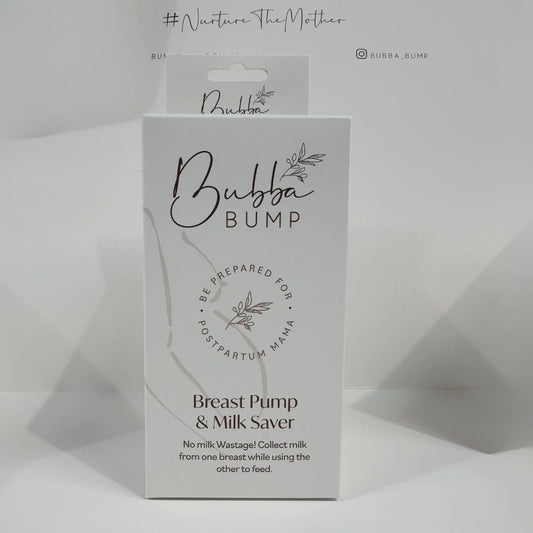 #NurtureTheMother
BUBBA_BUMP
Bubba
Bubba
BUMP
• BE PREPARED FOR •
POSTPARTUM MAMA
Breast Pump
& Milk Saver
No milk Wastage! Collect milk
from one breast while using the
other to feed.